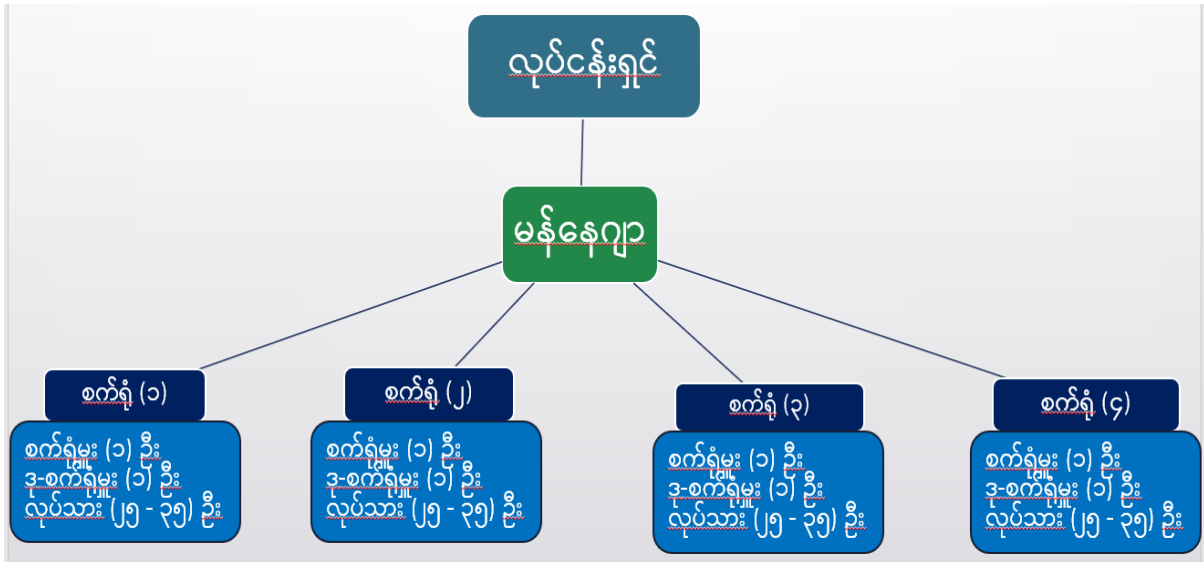 လုပ်ငန်းရှင်
မန်နေဂျာ
စက်ရုံ (၁)
စက်ရုံမှူး (၁) ဦး
ဒု-စက်ရုံမှူး (၁) ဦး
လုပ်သား (၂၅ - ၃၅) ဦး
စက်ရုံ (၂)
စက်ရုံမှူး (၁) ဦး
ဒု-စက်ရုံမှူး (၁) ဦး
လုပ်သား (၂၅ - ၃၅) ဦး
စက်ရုံ (၃)
စက်ရုံမှူး (၁) ဦး
ဒု-စက်ရုံမှူး (၁) ဦး
လုပ်သား (၂၅ - ၃၅) ဦး
စက်ရုံ (၄)
စက်ရုံမှူး (၁) ဦး
ဒု-စက်ရုံမှူး (၁) ဦး
လုပ်သား (၂၅ - ၃၅) ဦး